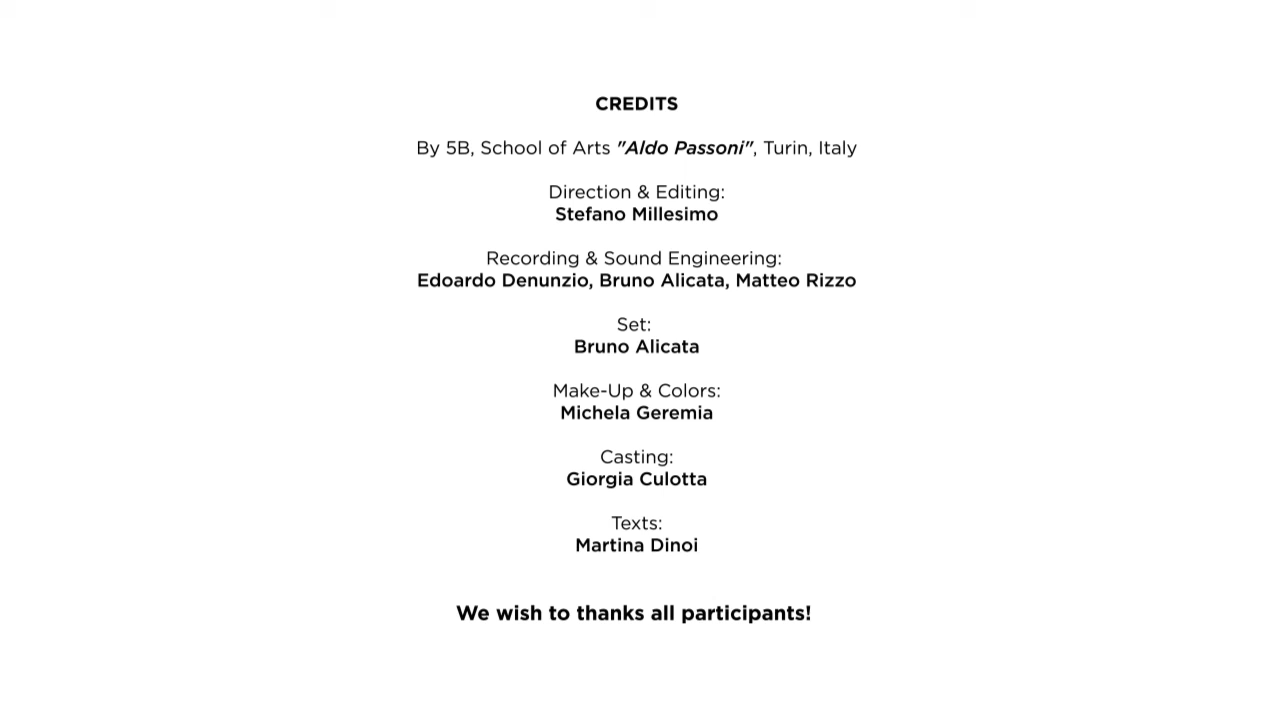 CREDITS
By 5B, School of Arts "Aldo Passoni", Turin, Italy
Direction & Editing:
Stefano Millesimo
Recording & Sound Engineering:
Edoardo Denunzio, Bruno Alicata, Matteo Rizzo
Set:
Bruno Alicata
Make-Up & Colors:
Michela Geremia
Casting:
Giorgia Culotta
Texts:
Martina Dinoi
We wish to thanks all participants!